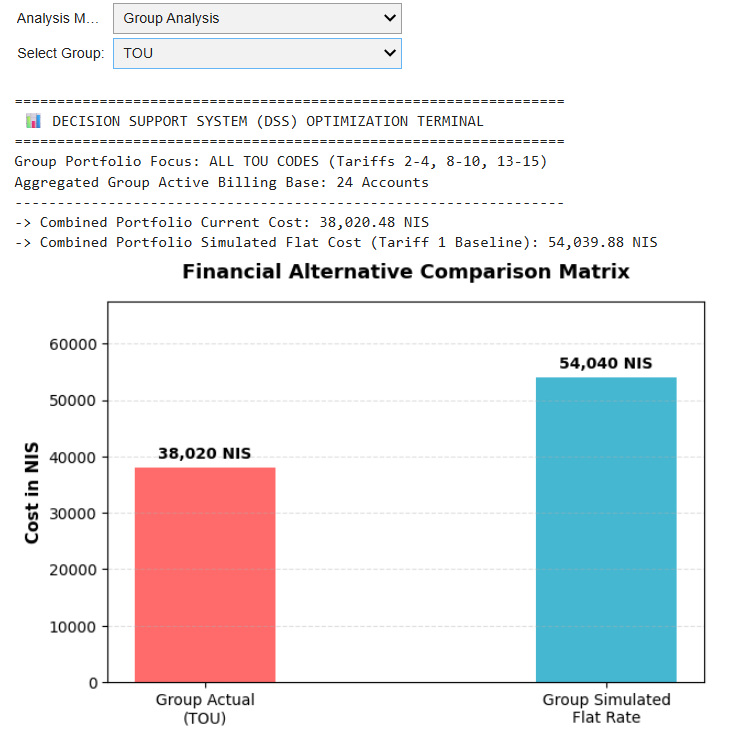 Analysis M... Group Analysis
Select Group: TOU
=================================================================
📊 DECISION SUPPORT SYSTEM (DSS) OPTIMIZATION TERMINAL
=================================================================
Group Portfolio Focus: ALL TOU CODES (Tariffs 2-4, 8-10, 13-15)
Aggregated Group Active Billing Base: 24 Accounts
-----------------------------------------------------------------
-> Combined Portfolio Current Cost: 38,020.48 NIS
-> Combined Portfolio Simulated Flat Cost (Tariff 1 Baseline): 54,039.88 NIS
Financial Alternative Comparison Matrix
Cost in NIS
60000
50000
40000
30000
20000
10000
0
38,020 NIS
54,040 NIS
Group Actual
(TOU)
Group Simulated
Flat Rate